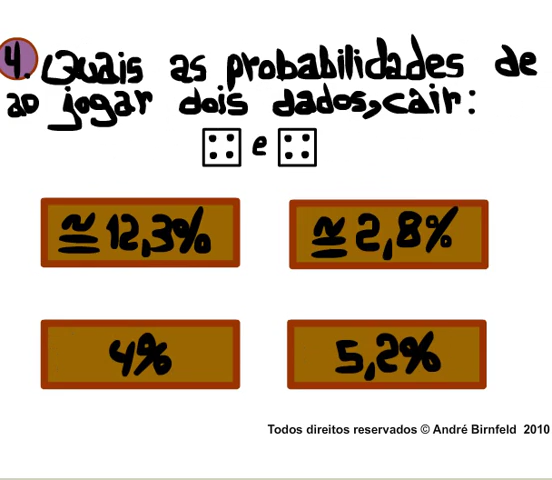 4. Quais as probabilidades de
ao jogar dois dados, cair:
e
≅ 12,3%
≅ 2,8%
4%
5,2%
Todos direitos reservados © André Birnfeld 2010